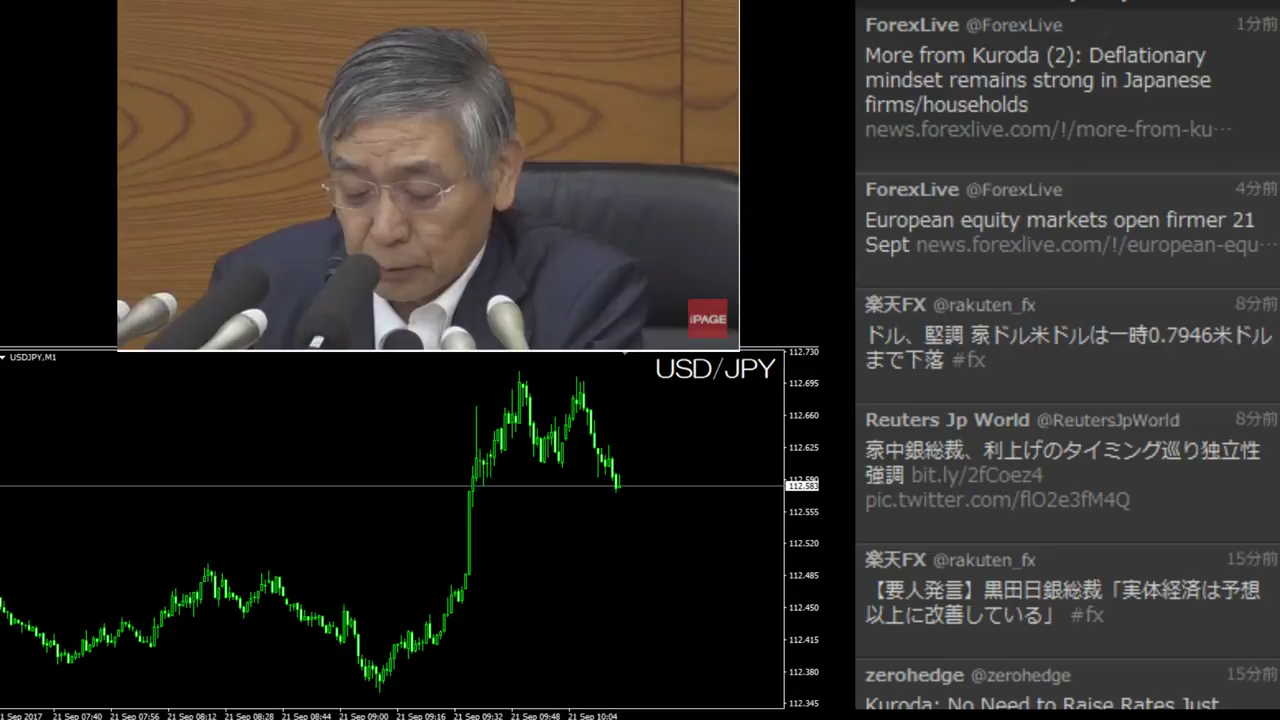 iPAGE
USDJPY,M1
USD/JPY
112.730
112.695
112.660
112.625
112.590
112.583
112.555
112.520
112.485
112.450
112.415
112.380
112.345
1 Sep 2017
21 Sep 07:40
21 Sep 07:56
21 Sep 08:12
21 Sep 08:28
21 Sep 08:44
21 Sep 09:00
21 Sep 09:16
21 Sep 09:32
21 Sep 09:48
21 Sep 10:04
ForexLive @ForexLive 1分前
More from Kuroda (2): Deflationary
mindset remains strong in Japanese
firms/households
news.forexlive.com/!/more-from-ku…
ForexLive @ForexLive 4分前
European equity markets open firmer 21
Sept news.forexlive.com/!/european-equ…
楽天FX @rakuten_fx 8分前
ドル、堅調 豪ドル米ドルは一時0.7946米ドル
まで下落 #fx
Reuters Jp World @ReutersJpWorld 8分前
豪中銀総裁、利上げのタイミング巡り独立性
強調 bit.ly/2fCoez4
pic.twitter.com/flO2e3fM4Q
楽天FX @rakuten_fx 15分前
【要人発言】黒田日銀総裁「実体経済は予想
以上に改善している」 #fx
zerohedge @zerohedge 15分前
Kuroda: No Need to Raise Rates Just